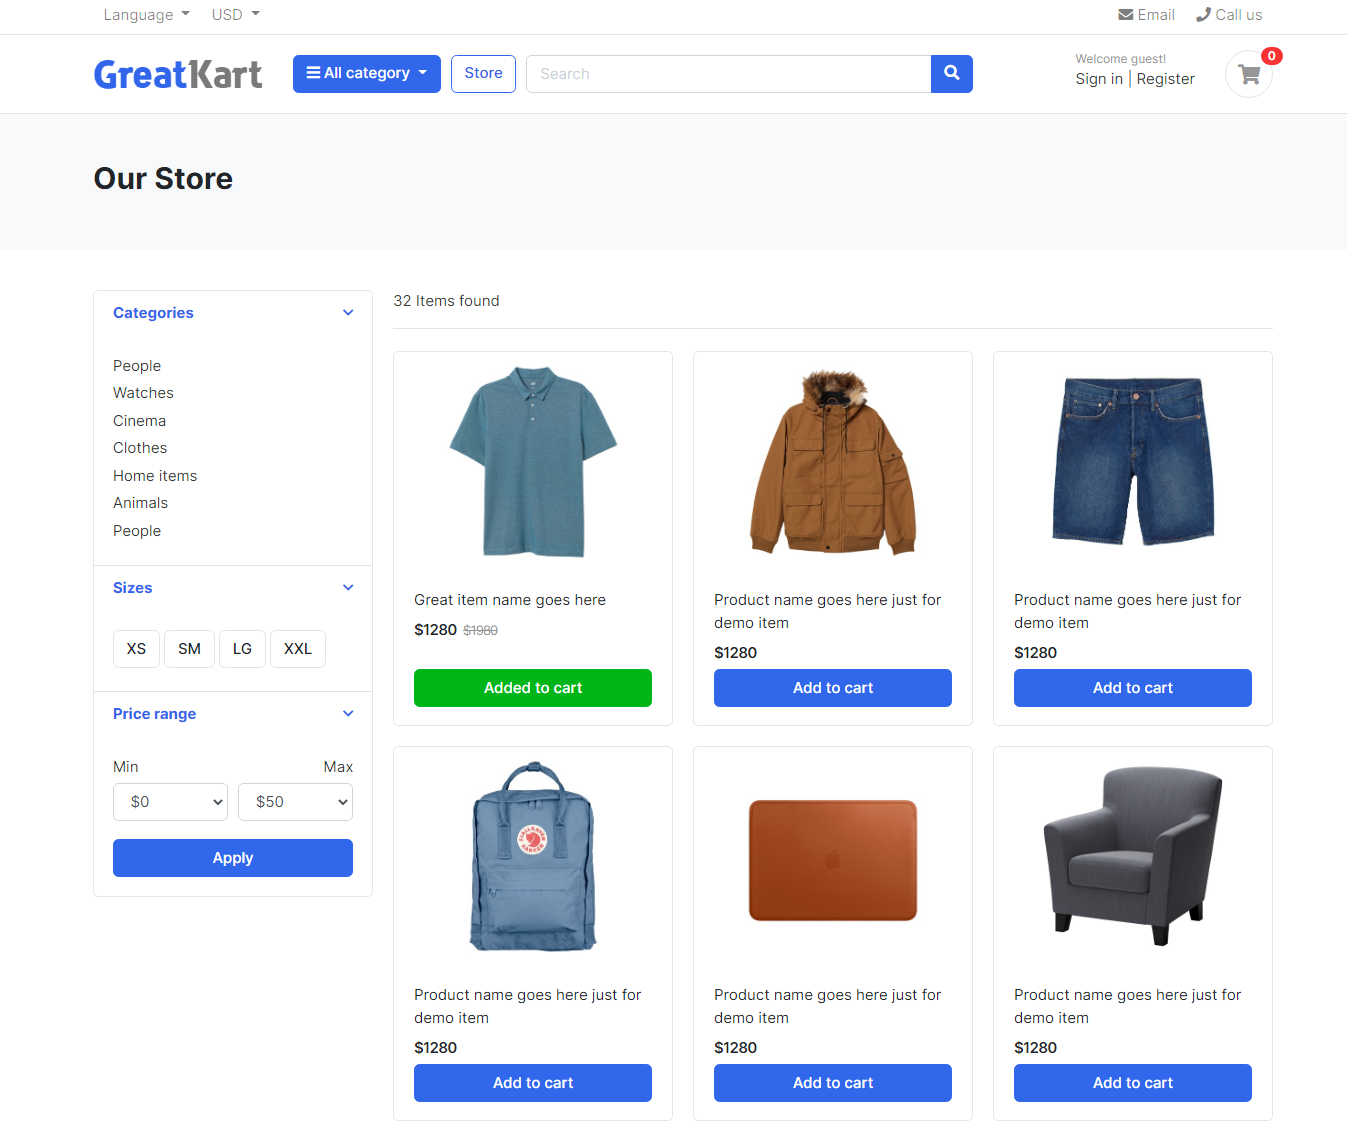 Language USD Email Call us
GreatKart All category Store Search Welcome guest! 0
Sign in | Register
Our Store
Categories
People
Watches
Cinema
Clothes
Home items
Animals
People
Sizes
XS SM LG XXL
Price range
Min Max
$0 $50
Apply
32 Items found
Great item name goes here
$1280 $1980
Added to cart
Product name goes here just for
demo item
$1280
Add to cart
Product name goes here just for
demo item
$1280
Add to cart
FJÄLLRÄVEN
KÅNKEN
Product name goes here just for
demo item
$1280
Add to cart
Product name goes here just for
demo item
$1280
Add to cart
Product name goes here just for
demo item
$1280
Add to cart